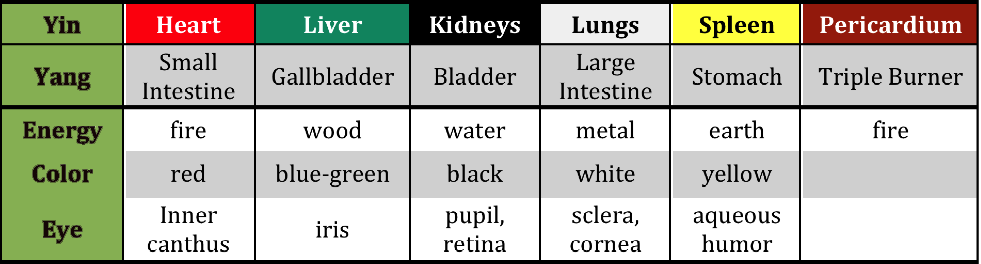 Yin Heart Liver Kidneys Lungs Spleen Pericardium
Yang Small Intestine Gallbladder Bladder Large Intestine Stomach Triple Burner
Energy fire wood water metal earth fire
Color red blue-green black white yellow
Eye Inner canthus iris pupil, retina sclera, cornea aqueous humor